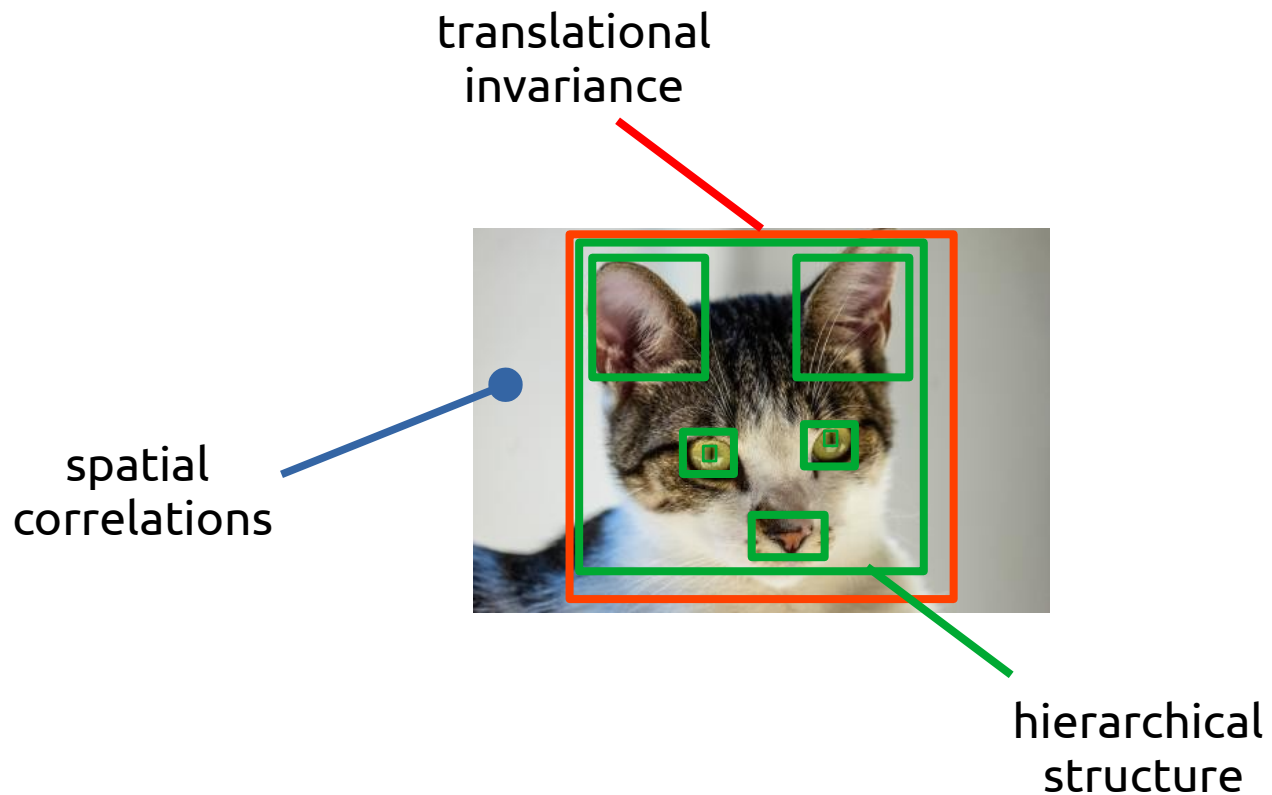 translational
invariance
spatial
correlations
hierarchical
structure